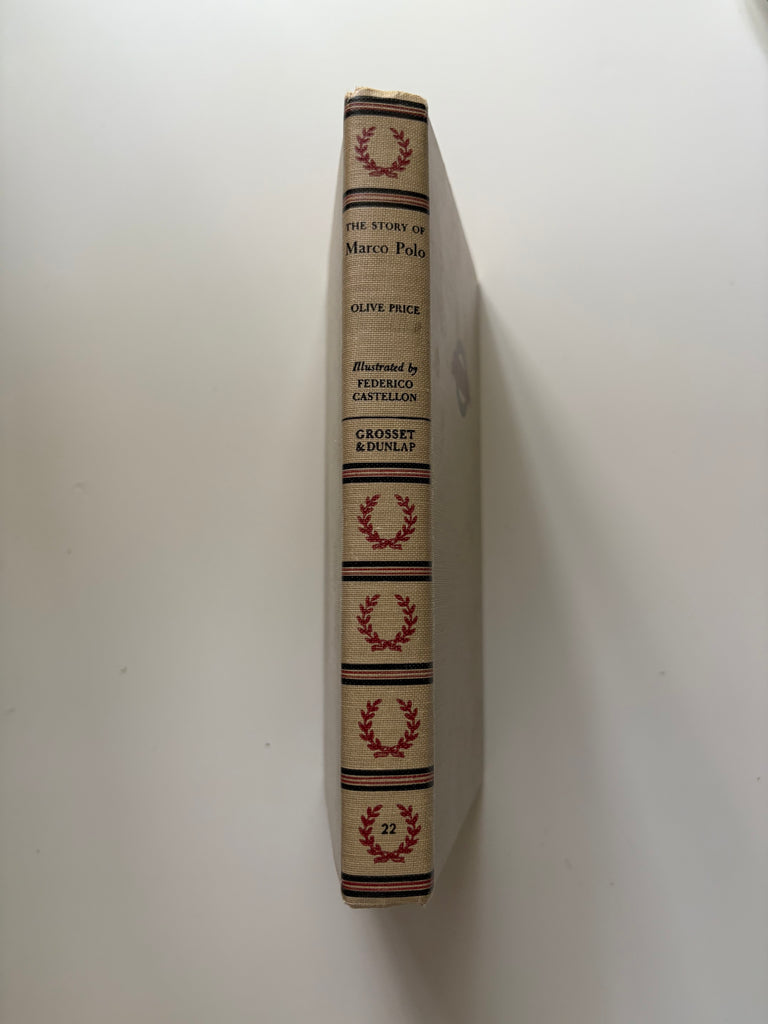 THE STORY OF
Marco Polo
OLIVE PRICE
Illustrated by
FEDERICO
CASTELLON
GROSSET
& DUNLAP
22